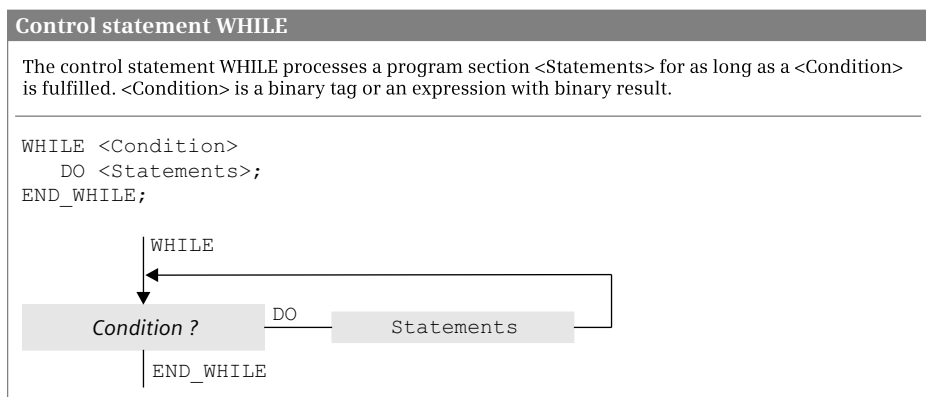 Control statement WHILE
The control statement WHILE processes a program section <Statements> for as long as a <Condition>
is fulfilled. <Condition> is a binary tag or an expression with binary result.
WHILE <Condition>
DO <Statements>;
END_WHILE;
WHILE
Condition ?
DO
Statements
END_WHILE